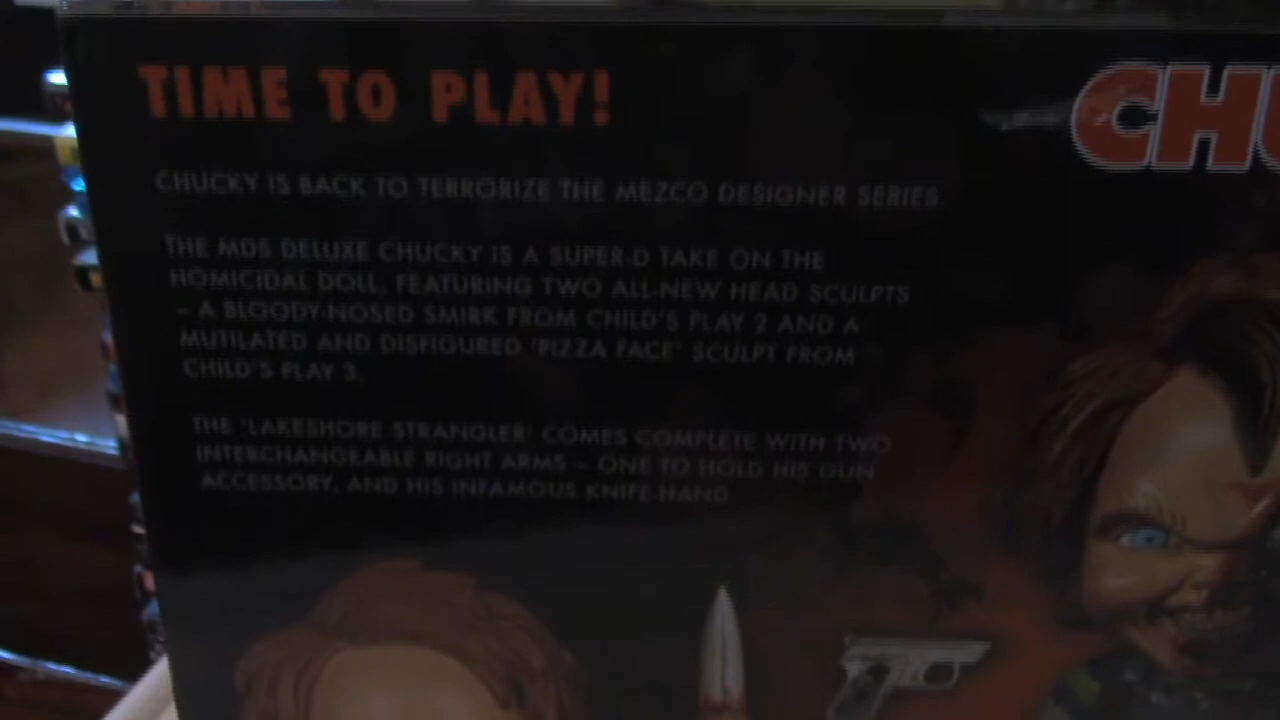 TIME TO PLAY!
CHU
CHUCKY IS BACK TO TERRORIZE THE MEZCO DESIGNER SERIES.
THE MDS DELUXE CHUCKY IS A SUPER-D TAKE ON THE
HOMICIDAL DOLL, FEATURING TWO ALL-NEW HEAD SCULPTS
– A BLOODY-NOSED SMIRK FROM CHILD'S PLAY 2 AND A
MUTILATED AND DISFIGURED 'PIZZA FACE' SCULPT FROM
CHILD'S PLAY 3.
THE 'LAKESHORE STRANGLER' COMES COMPLETE WITH TWO
INTERCHANGEABLE RIGHT ARMS – ONE TO HOLD HIS GUN
ACCESSORY, AND HIS INFAMOUS KNIFE-HAND